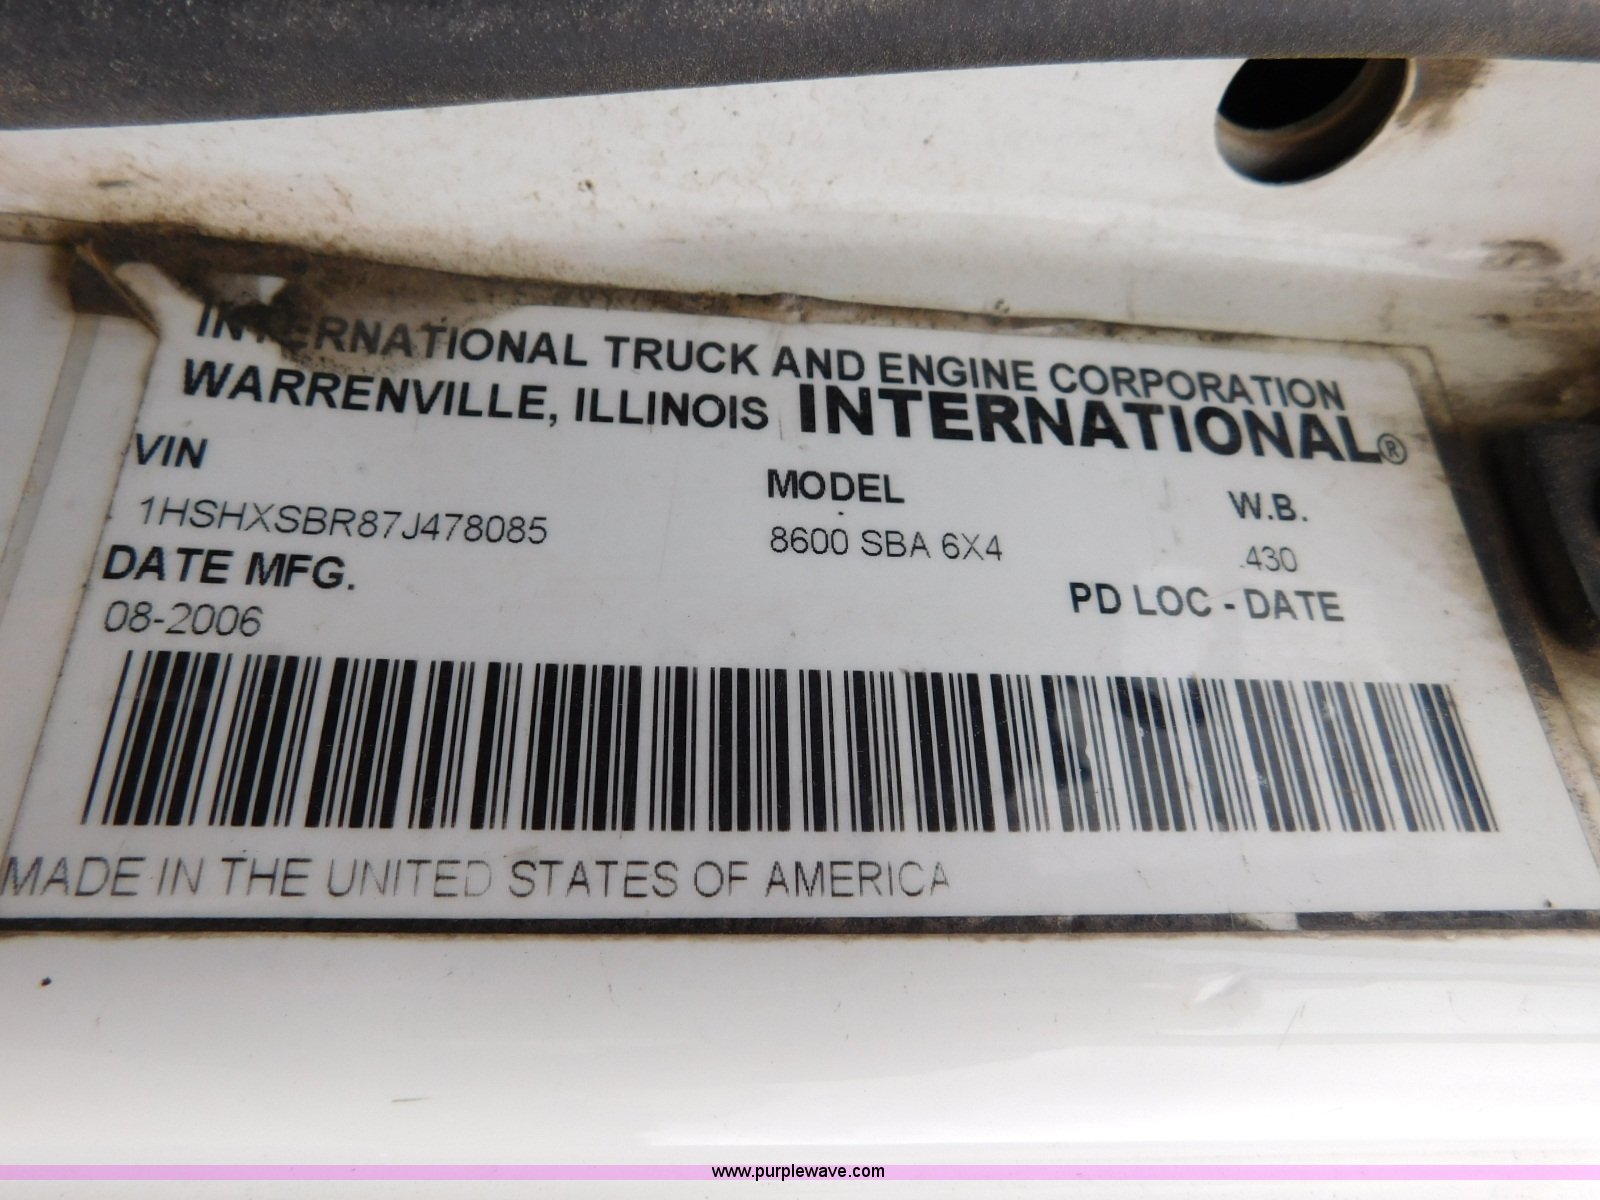 INTERNATIONAL TRUCK AND ENGINE CORPORATION
WARRENVILLE, ILLINOIS INTERNATIONAL®
VIN MODEL W.B.
1HSHXSBR87J478085 8600 SBA 6X4 430
DATE MFG. PD LOC - DATE
08-2006
MADE IN THE UNITED STATES OF AMERICA
www.purplewave.com